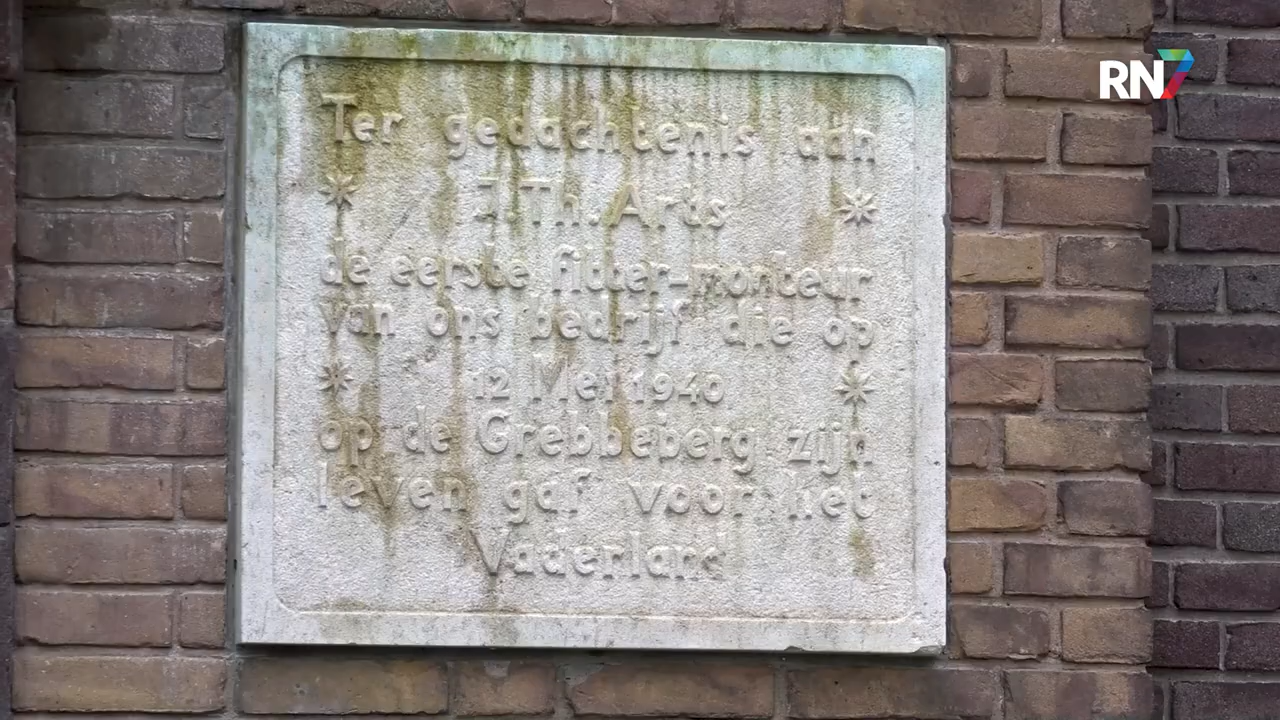 RN7
Ter gedachtenis aan
J.Th. Arts
de eerste fitter-monteur
van ons bedrijf die op
12 Mei 1940
op de Grebbeberg zijn
leven gaf voor het
Vaderland